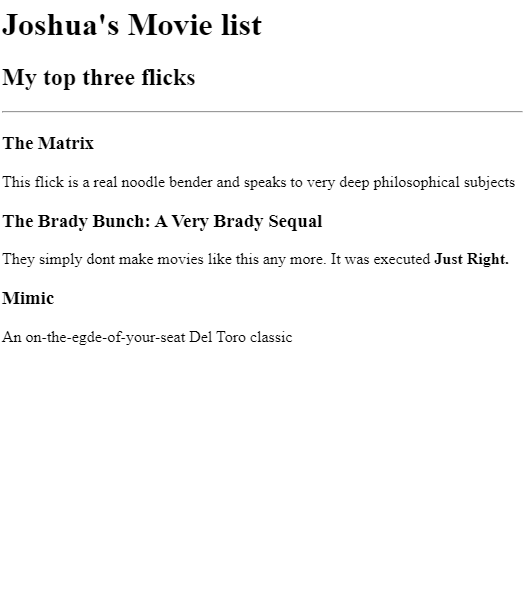 Joshua's Movie list
My top three flicks
The Matrix
This flick is a real noodle bender and speaks to very deep philosophical subjects
The Brady Bunch: A Very Brady Sequal
They simply dont make movies like this any more. It was executed Just Right.
Mimic
An on-the-egde-of-your-seat Del Toro classic